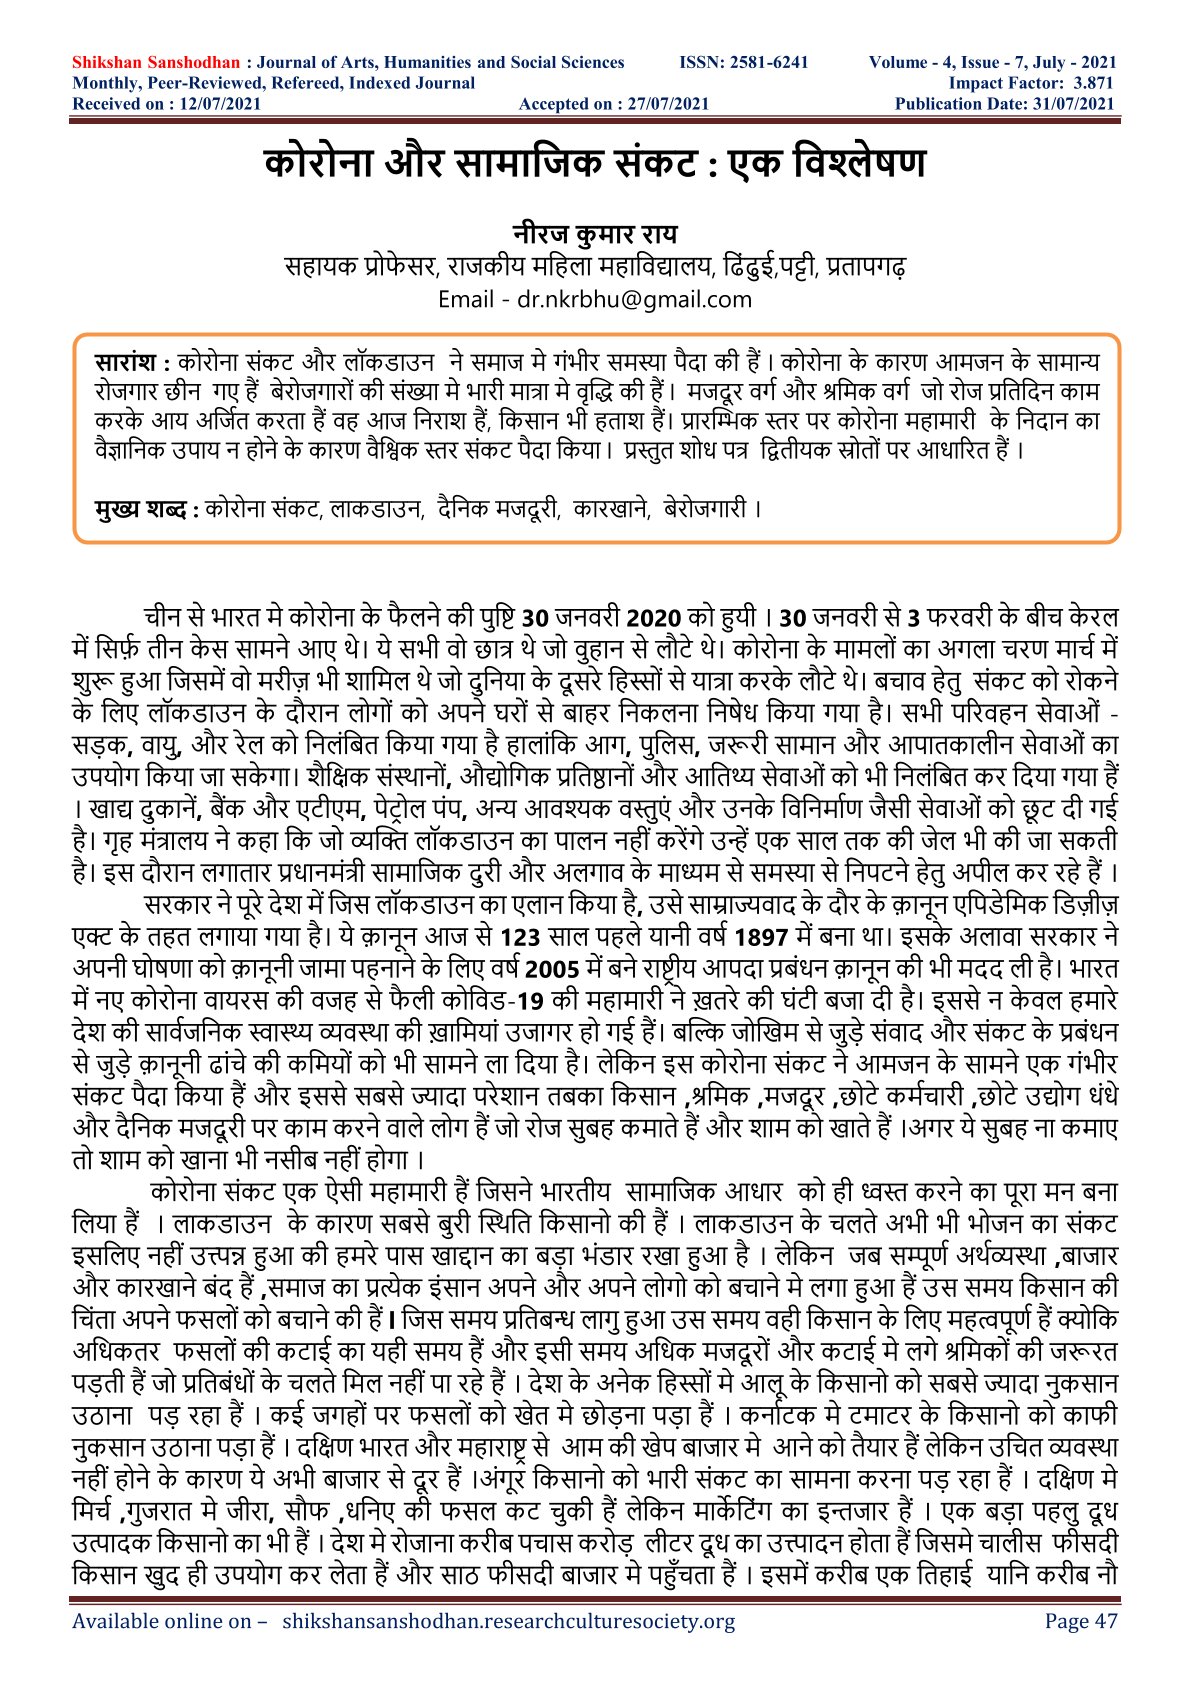 Shikshan Sanshodhan : Journal of Arts, Humanities and Social Sciences ISSN: 2581-6241 Volume - 4, Issue - 7, July - 2021
Monthly, Peer-Reviewed, Refereed, Indexed Journal Impact Factor: 3.871
Received on : 12/07/2021 Accepted on : 27/07/2021 Publication Date: 31/07/2021
कोरोना और सामाजिक संकट : एक विश्लेषण
नीरज कुमार राय
सहायक प्रोफेसर, राजकीय महिला महाविद्यालय, ढिंढुई,पट्टी, प्रतापगढ़
Email - dr.nkrbhu@gmail.com
सारांश : कोरोना संकट और लॉकडाउन ने समाज मे गंभीर समस्या पैदा की हैं । कोरोना के कारण आमजन के सामान्य
रोजगार छीन गए हैं बेरोजगारों की संख्या मे भारी मात्रा मे वृद्धि की हैं । मजदूर वर्ग और श्रमिक वर्ग जो रोज प्रतिदिन काम
करके आय अर्जित करता हैं वह आज निराश हैं, किसान भी हताश हैं। प्रारम्भिक स्तर पर कोरोना महामारी के निदान का
वैज्ञानिक उपाय न होने के कारण वैश्विक स्तर संकट पैदा किया । प्रस्तुत शोध पत्र द्वितीयक स्रोतों पर आधारित हैं ।
मुख्य शब्द : कोरोना संकट, लाकडाउन, दैनिक मजदूरी, कारखाने, बेरोजगारी ।
चीन से भारत मे कोरोना के फैलने की पुष्टि 30 जनवरी 2020 को हुयी । 30 जनवरी से 3 फरवरी के बीच केरल
में सिर्फ़ तीन केस सामने आए थे। ये सभी वो छात्र थे जो वुहान से लौटे थे। कोरोना के मामलों का अगला चरण मार्च में
शुरू हुआ जिसमें वो मरीज़ भी शामिल थे जो दुनिया के दूसरे हिस्सों से यात्रा करके लौटे थे। बचाव हेतु संकट को रोकने
के लिए लॉकडाउन के दौरान लोगों को अपने घरों से बाहर निकलना निषेध किया गया है। सभी परिवहन सेवाओं -
सड़क, वायु, और रेल को निलंबित किया गया है हालांकि आग, पुलिस, जरूरी सामान और आपातकालीन सेवाओं का
उपयोग किया जा सकेगा। शैक्षिक संस्थानों, औद्योगिक प्रतिष्ठानों और आतिथ्य सेवाओं को भी निलंबित कर दिया गया हैं
। खाद्य दुकानें, बैंक और एटीएम, पेट्रोल पंप, अन्य आवश्यक वस्तुएं और उनके विनिर्माण जैसी सेवाओं को छूट दी गई
है। गृह मंत्रालय ने कहा कि जो व्यक्ति लॉकडाउन का पालन नहीं करेंगे उन्हें एक साल तक की जेल भी की जा सकती
है। इस दौरान लगातार प्रधानमंत्री सामाजिक दुरी और अलगाव के माध्यम से समस्या से निपटने हेतु अपील कर रहे हैं ।
सरकार ने पूरे देश में जिस लॉकडाउन का एलान किया है, उसे साम्राज्यवाद के दौर के क़ानून एपिडेमिक डिज़ीज़
एक्ट के तहत लगाया गया है। ये क़ानून आज से 123 साल पहले यानी वर्ष 1897 में बना था। इसके अलावा सरकार ने
अपनी घोषणा को क़ानूनी जामा पहनाने के लिए वर्ष 2005 में बने राष्ट्रीय आपदा प्रबंधन क़ानून की भी मदद ली है। भारत
में नए कोरोना वायरस की वजह से फैली कोविड-19 की महामारी ने ख़तरे की घंटी बजा दी है। इससे न केवल हमारे
देश की सार्वजनिक स्वास्थ्य व्यवस्था की ख़ामियां उजागर हो गई हैं। बल्कि जोखिम से जुड़े संवाद और संकट के प्रबंधन
से जुड़े क़ानूनी ढांचे की कमियों को भी सामने ला दिया है। लेकिन इस कोरोना संकट ने आमजन के सामने एक गंभीर
संकट पैदा किया हैं और इससे सबसे ज्यादा परेशान तबका किसान ,श्रमिक ,मजदूर ,छोटे कर्मचारी ,छोटे उद्योग धंधे
और दैनिक मजदूरी पर काम करने वाले लोग हैं जो रोज सुबह कमाते हैं और शाम को खाते हैं ।अगर ये सुबह ना कमाए
तो शाम को खाना भी नसीब नहीं होगा ।
कोरोना संकट एक ऐसी महामारी हैं जिसने भारतीय सामाजिक आधार को ही ध्वस्त करने का पूरा मन बना
लिया हैं । लाकडाउन के कारण सबसे बुरी स्थिति किसानो की हैं । लाकडाउन के चलते अभी भी भोजन का संकट
इसलिए नहीं उत्त्पन्न हुआ की हमरे पास खाद्दान का बड़ा भंडार रखा हुआ है । लेकिन जब सम्पूर्ण अर्थव्यस्था ,बाजार
और कारखाने बंद हैं ,समाज का प्रत्येक इंसान अपने और अपने लोगो को बचाने मे लगा हुआ हैं उस समय किसान की
चिंता अपने फसलों को बचाने की हैं l जिस समय प्रतिबन्ध लागु हुआ उस समय वही किसान के लिए महत्वपूर्ण हैं क्योकि
अधिकतर फसलों की कटाई का यही समय हैं और इसी समय अधिक मजदूरों और कटाई मे लगे श्रमिकों की जरूरत
पड़ती हैं जो प्रतिबंधों के चलते मिल नहीं पा रहे हैं । देश के अनेक हिस्सों मे आलू के किसानो को सबसे ज्यादा नुकसान
उठाना पड़ रहा हैं । कई जगहों पर फसलों को खेत मे छोड़ना पड़ा हैं । कर्नाटक मे टमाटर के किसानो को काफी
नुकसान उठाना पड़ा हैं । दक्षिण भारत और महाराष्ट्र से आम की खेप बाजार मे आने को तैयार हैं लेकिन उचित व्यवस्था
नहीं होने के कारण ये अभी बाजार से दूर हैं ।अंगूर किसानो को भारी संकट का सामना करना पड़ रहा हैं । दक्षिण मे
मिर्च ,गुजरात मे जीरा, सौफ ,धनिए की फसल कट चुकी हैं लेकिन मार्केटिंग का इन्तजार हैं । एक बड़ा पहलु दूध
उत्पादक किसानो का भी हैं । देश मे रोजाना करीब पचास करोड़ लीटर दूध का उत्त्पादन होता हैं जिसमे चालीस फीसदी
किसान खुद ही उपयोग कर लेता हैं और साठ फीसदी बाजार मे पहुँचता हैं । इसमें करीब एक तिहाई यानि करीब नौ
Available online on – shikshansanshodhan.researchculturesociety.org Page 47